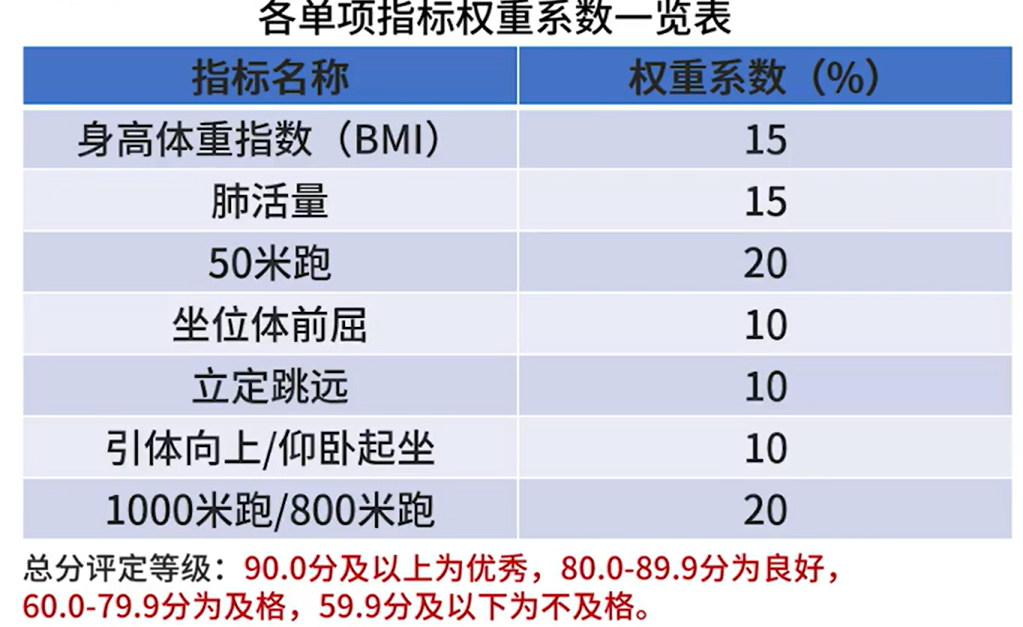 各单项指标权重系数一览表
指标名称 权重系数（%）
身高体重指数（BMI） 15
肺活量 15
50米跑 20
坐位体前屈 10
立定跳远 10
引体向上/仰卧起坐 10
1000米跑/800米跑 20
总分评定等级：90.0分及以上为优秀，80.0-89.9分为良好，
60.0-79.9分为及格，59.9分及以下为不及格。